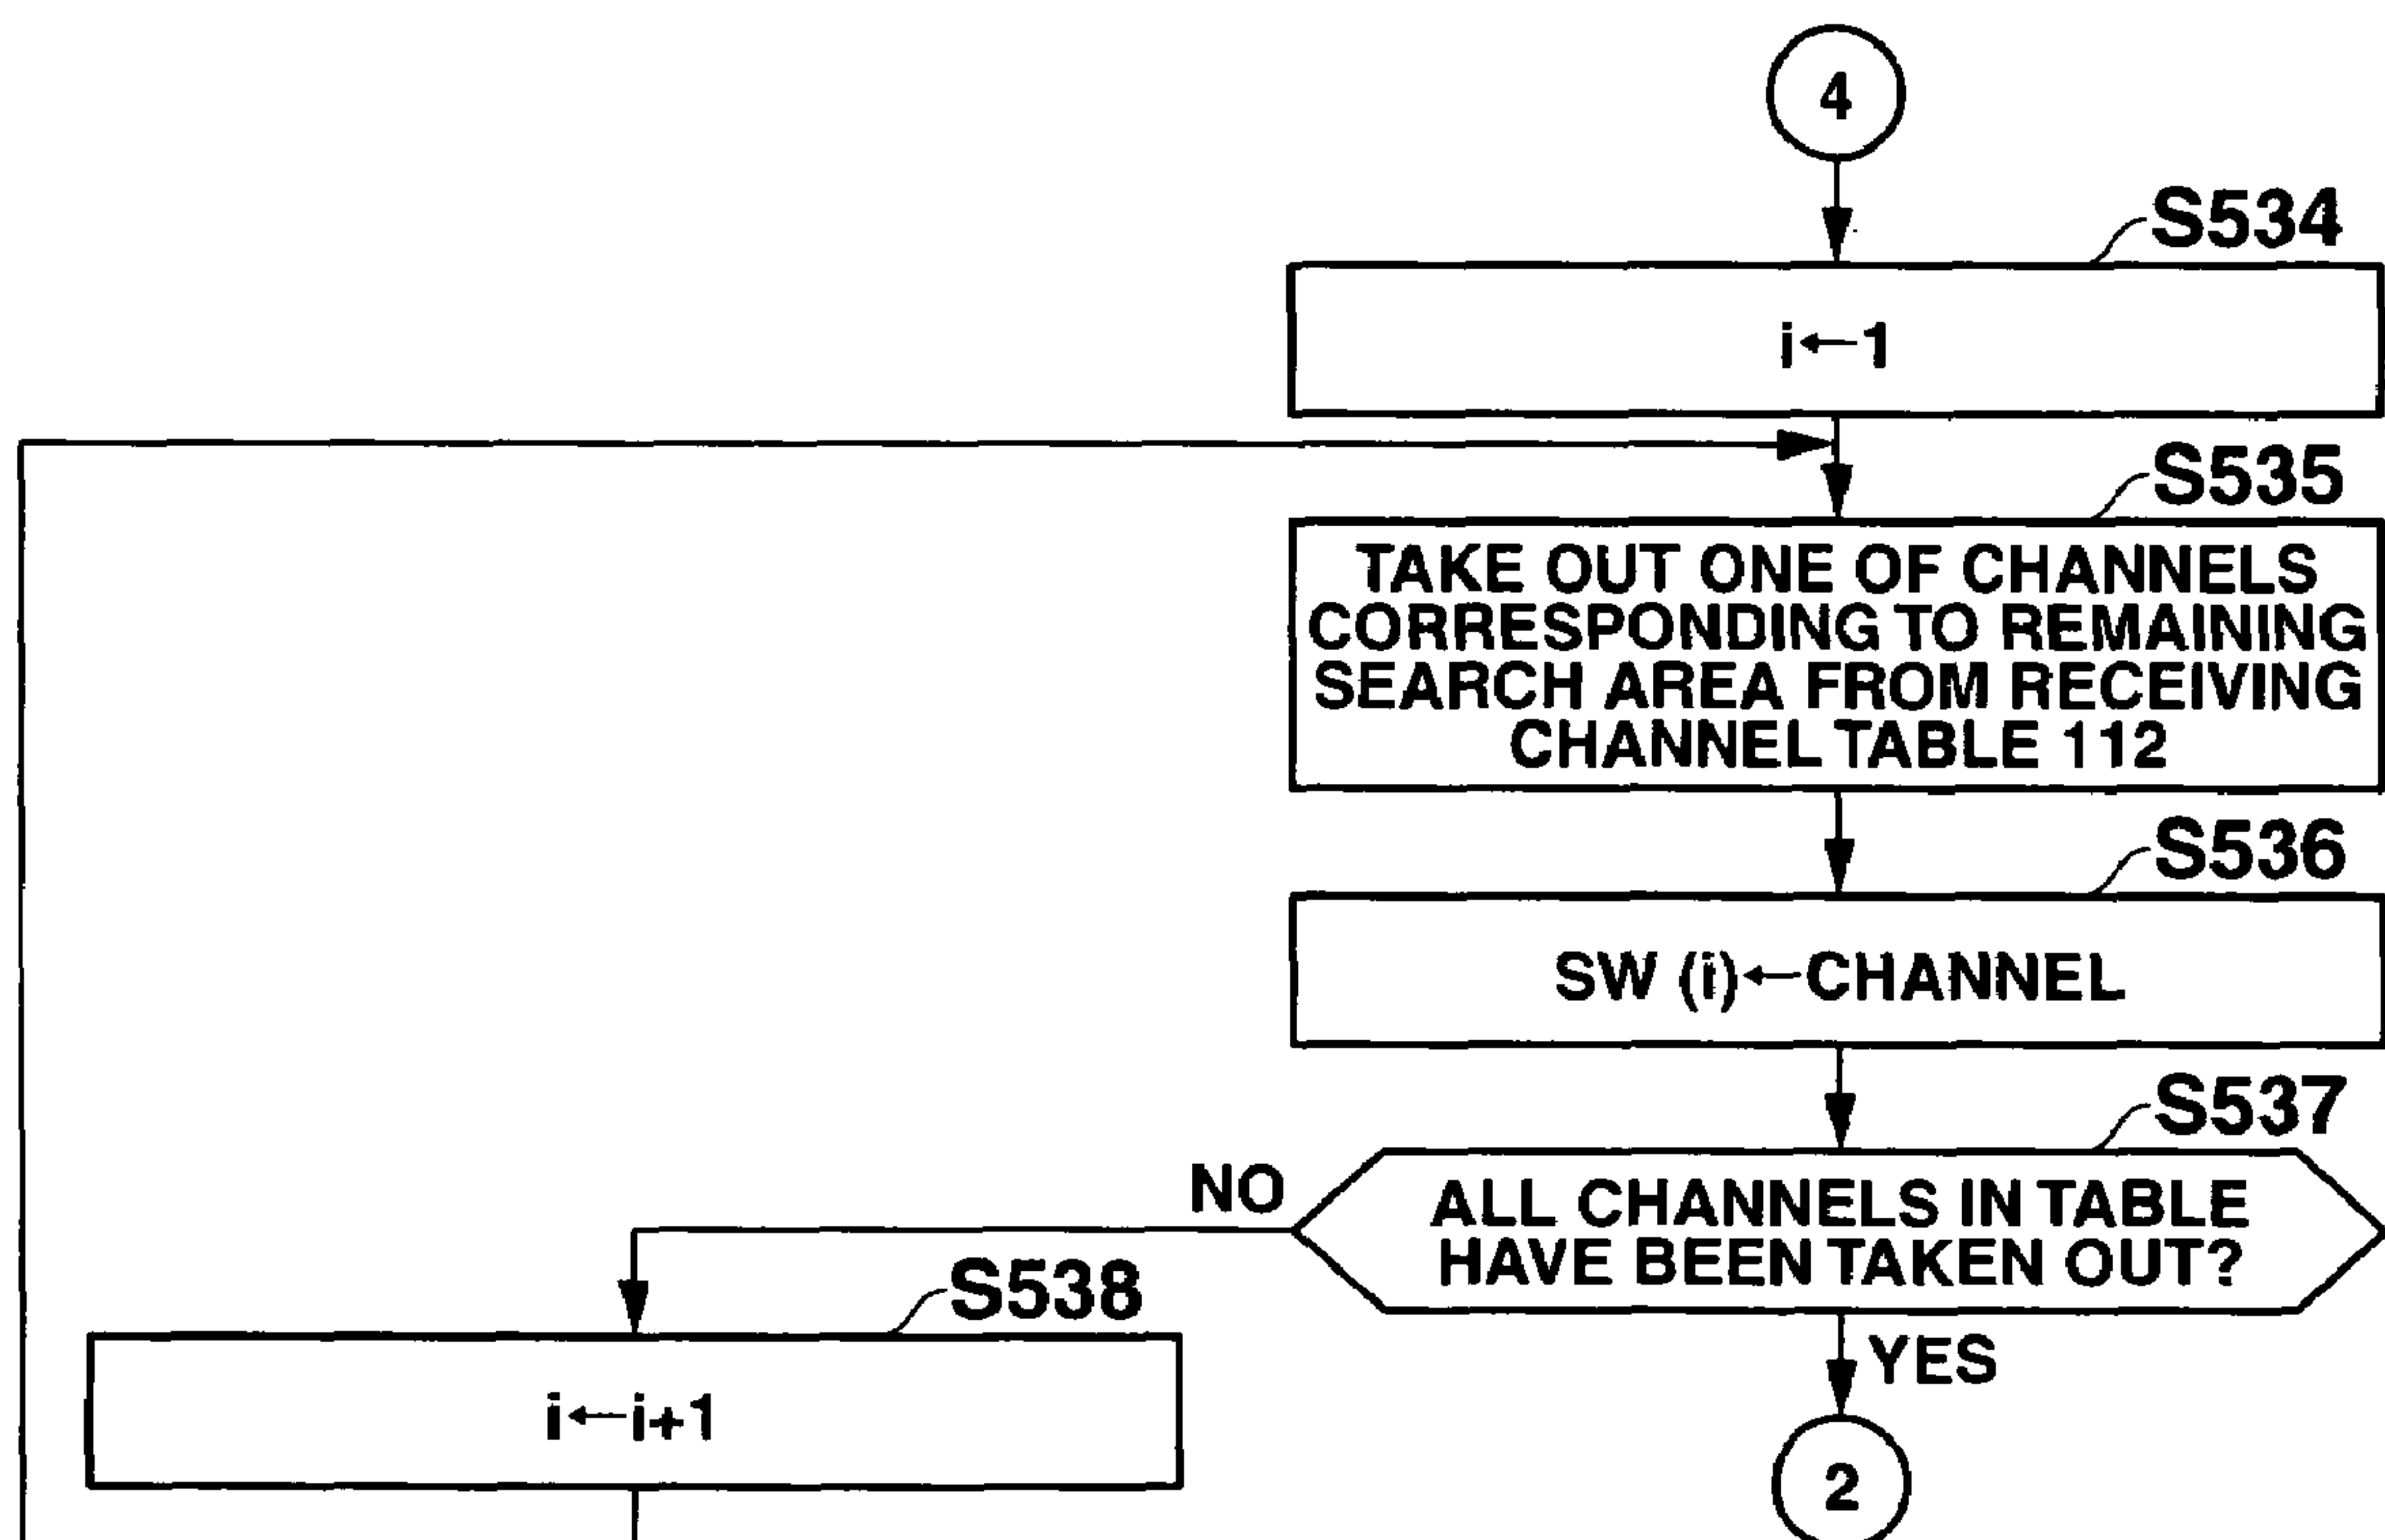 4
S534
i←1
S535
TAKE OUT ONE OF CHANNELS
CORRESPONDING TO REMAINING
SEARCH AREA FROM RECEIVING
CHANNEL TABLE 112
S536
SW (i)←CHANNEL
S537
ALL CHANNELS IN TABLE
HAVE BEEN TAKEN OUT?
NO
S538
i←i+1
YES
2